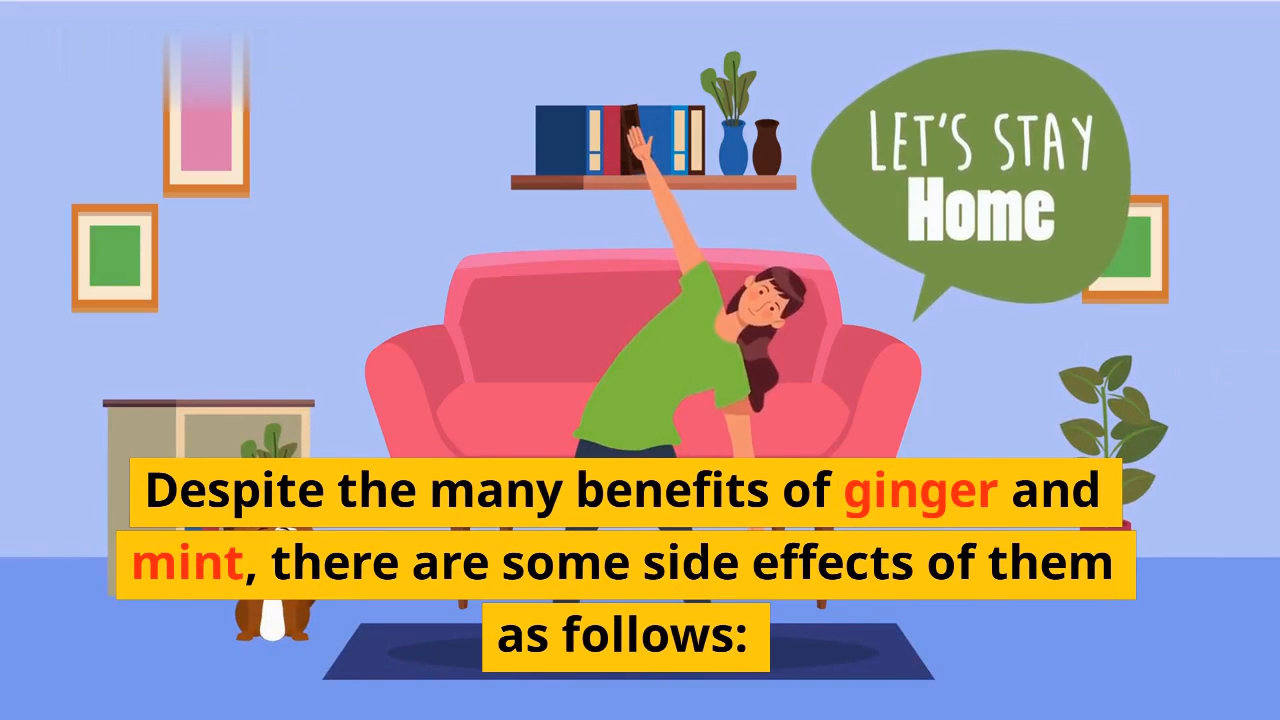 LET'S STAY
Home
Despite the many benefits of ginger and
mint, there are some side effects of them
as follows: